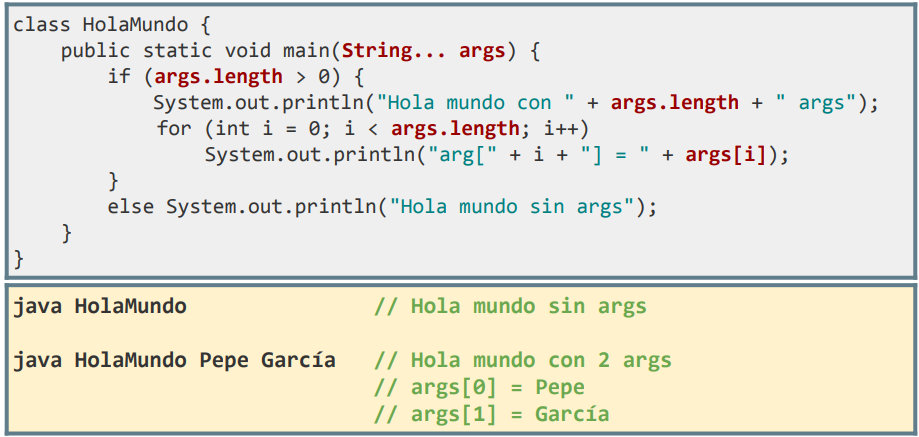 class HolaMundo {
    public static void main(String... args) {
        if (args.length > 0) {
            System.out.println("Hola mundo con " + args.length + " args");
            for (int i = 0; i < args.length; i++)
                System.out.println("arg[" + i + "] = " + args[i]);
        }
        else System.out.println("Hola mundo sin args");
    }
}
java HolaMundo // Hola mundo sin args
java HolaMundo Pepe García // Hola mundo con 2 args
// args[0] = Pepe
// args[1] = García